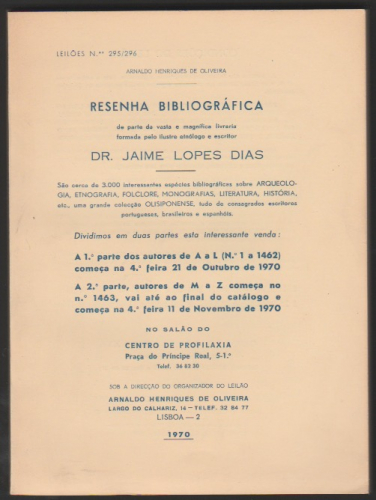 LEILÕES N.ºs 295/296
ARNALDO HENRIQUES DE OLIVEIRA
RESENHA BIBLIOGRÁFICA
de parte da vasta e magnífica livraria
formada pelo ilustre etnólogo e escritor
DR. JAIME LOPES DIAS
São cerca de 3.000 interessantes espécies bibliográficas sobre ARQUEOLO-
GIA, ETNOGRAFIA, FOLCLORE, MONOGRAFIAS, LITERATURA, HISTÓRIA,
etc., uma grande colecção OLISIPONENSE, tudo de consagrados escritores
portugueses, brasileiros e espanhóis.
Dividimos em duas partes esta interessante venda:
A 1.ª parte dos autores de A a L (N.º 1 a 1462)
começa na 4.ª feira 21 de Outubro de 1970
A 2.ª parte, autores de M a Z começa no
n.º 1463, vai até ao final do catálogo e
começa na 4.ª feira 11 de Novembro de 1970
NO SALÃO DO
CENTRO DE PROFILAXIA
Praça do Príncipe Real, 5-1.º
Telef. 36 62 30
SOB A DIRECÇÃO DO ORGANIZADOR DO LEILÃO
ARNALDO HENRIQUES DE OLIVEIRA
LARGO DO CALHARIZ, 14 — TELEF. 32 84 77
LISBOA — 2
1970